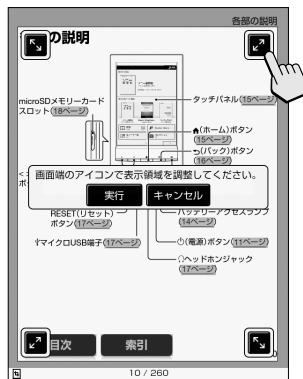 各部の説明
の説明
microSDメモリーカード
スロット(18ページ)
タッチパネル(15ページ)
(ホーム)ボタン
(15ページ)
(バック)ボタン
(16ページ)
画面端のアイコンで表示領域を調整してください。
実行
キャンセル
RESET(リセット)
ボタン(17ページ)
バッテリーアクセスランプ
(14ページ)
マイクロUSB端子(17ページ)
(電源)ボタン(11ページ)
ヘッドホンジャック
(17ページ)
目次
索引
10 / 260